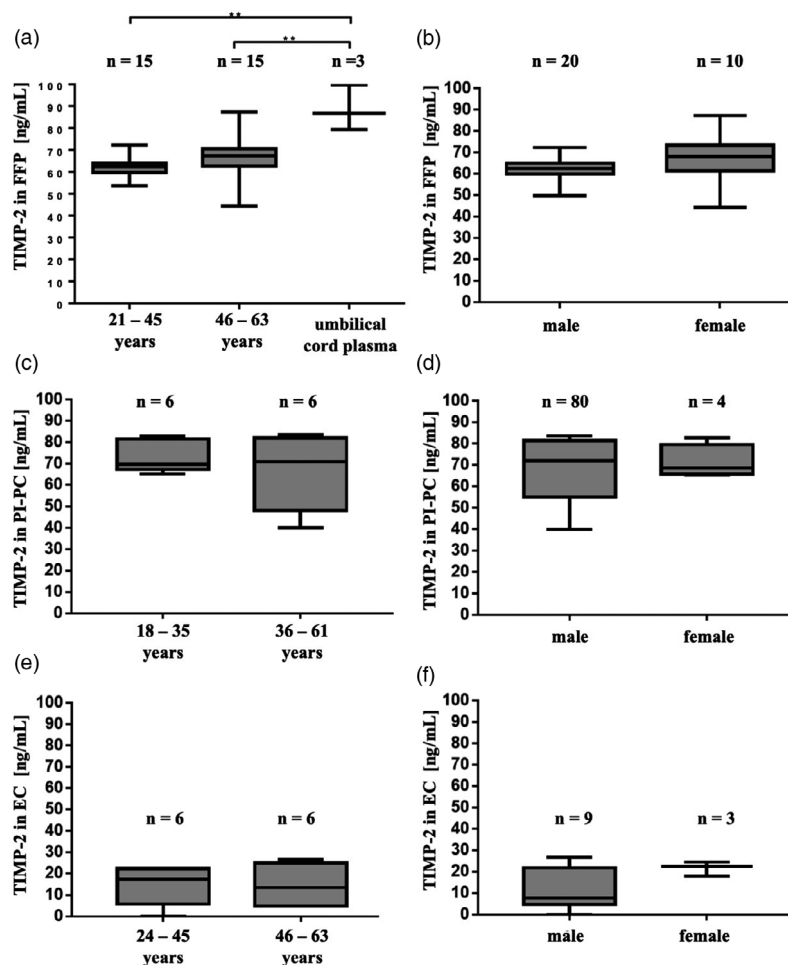 (a)
** 
**
n = 15
n = 15
n =3
TIMP-2 in FFP [ng/mL]
100
90
80
70
60
50
40
30
20
10
0
21 – 45
years
46 – 63
years
umbilical
cord plasma
(b)
n = 20
n = 10
TIMP-2 in FFP [ng/mL]
100
90
80
70
60
50
40
30
20
10
0
male
female
(c)
n = 6
n = 6
TIMP-2 in PI-PC [ng/mL]
100
90
80
70
60
50
40
30
20
10
0
18 – 35
years
36 – 61
years
(d)
n = 80
n = 4
TIMP-2 in PI-PC [ng/mL]
100
90
80
70
60
50
40
30
20
10
0
male
female
(e)
n = 6
n = 6
TIMP-2 in EC [ng/mL]
100
90
80
70
60
50
40
30
20
10
0
24 – 45
years
46 – 63
years
(f)
n = 9
n = 3
TIMP-2 in EC [ng/mL]
100
90
80
70
60
50
40
30
20
10
0
male
female